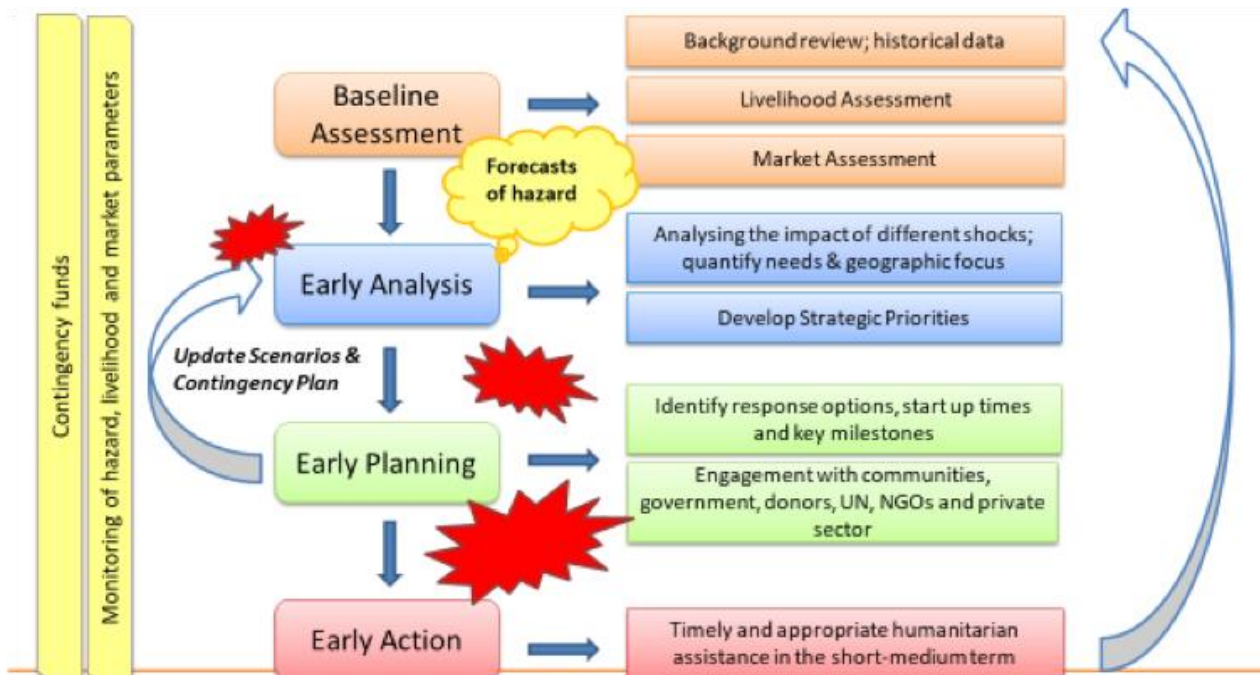 Contingency funds
Monitoring of hazard, livelihood and market parameters
Baseline
Assessment
Background review; historical data
Livelihood Assessment
Market Assessment
Forecasts
of hazard
Early Analysis
Analysing the impact of different shocks;
quantify needs & geographic focus
Develop Strategic Priorities
Update Scenarios &
Contingency Plan
Early Planning
Identify response options, start up times
and key milestones
Engagement with communities,
government, donors, UN, NGOs and private
sector
Early Action
Timely and appropriate humanitarian
assistance in the short-medium term